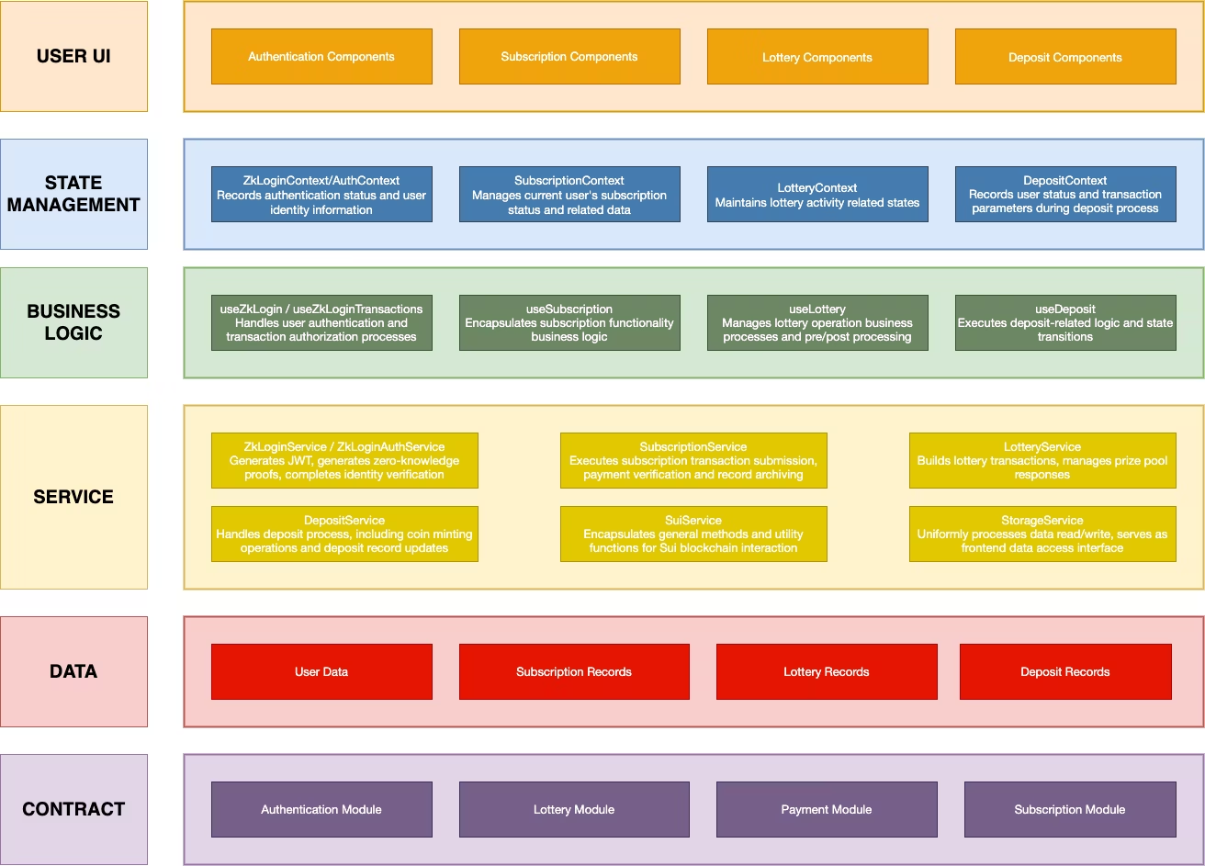 USER UI
Authentication Components
Subscription Components
Lottery Components
Deposit Components
STATE
MANAGEMENT
ZkLoginContext/AuthContext
Records authentication status and user
identity information
SubscriptionContext
Manages current user's subscription
status and related data
LotteryContext
Maintains lottery activity related states
DepositContext
Records user status and transaction
parameters during deposit process
BUSINESS
LOGIC
useZkLogin / useZkLoginTransactions
Handles user authentication and
transaction authorization processes
useSubscription
Encapsulates subscription functionality
business logic
useLottery
Manages lottery operation business
processes and pre/post processing
useDeposit
Executes deposit-related logic and state
transitions
SERVICE
ZkLoginService / ZkLoginAuthService
Generates JWT, generates zero-knowledge
proofs, completes identity verification
SubscriptionService
Executes subscription transaction submission,
payment verification and record archiving
LotteryService
Builds lottery transactions, manages prize pool
responses
DepositService
Handles deposit process, including coin minting
operations and deposit record updates
SuiService
Encapsulates general methods and utility
functions for Sui blockchain interaction
StorageService
Uniformly processes data read/write, serves as
frontend data access interface
DATA
User Data
Subscription Records
Lottery Records
Deposit Records
CONTRACT
Authentication Module
Lottery Module
Payment Module
Subscription Module